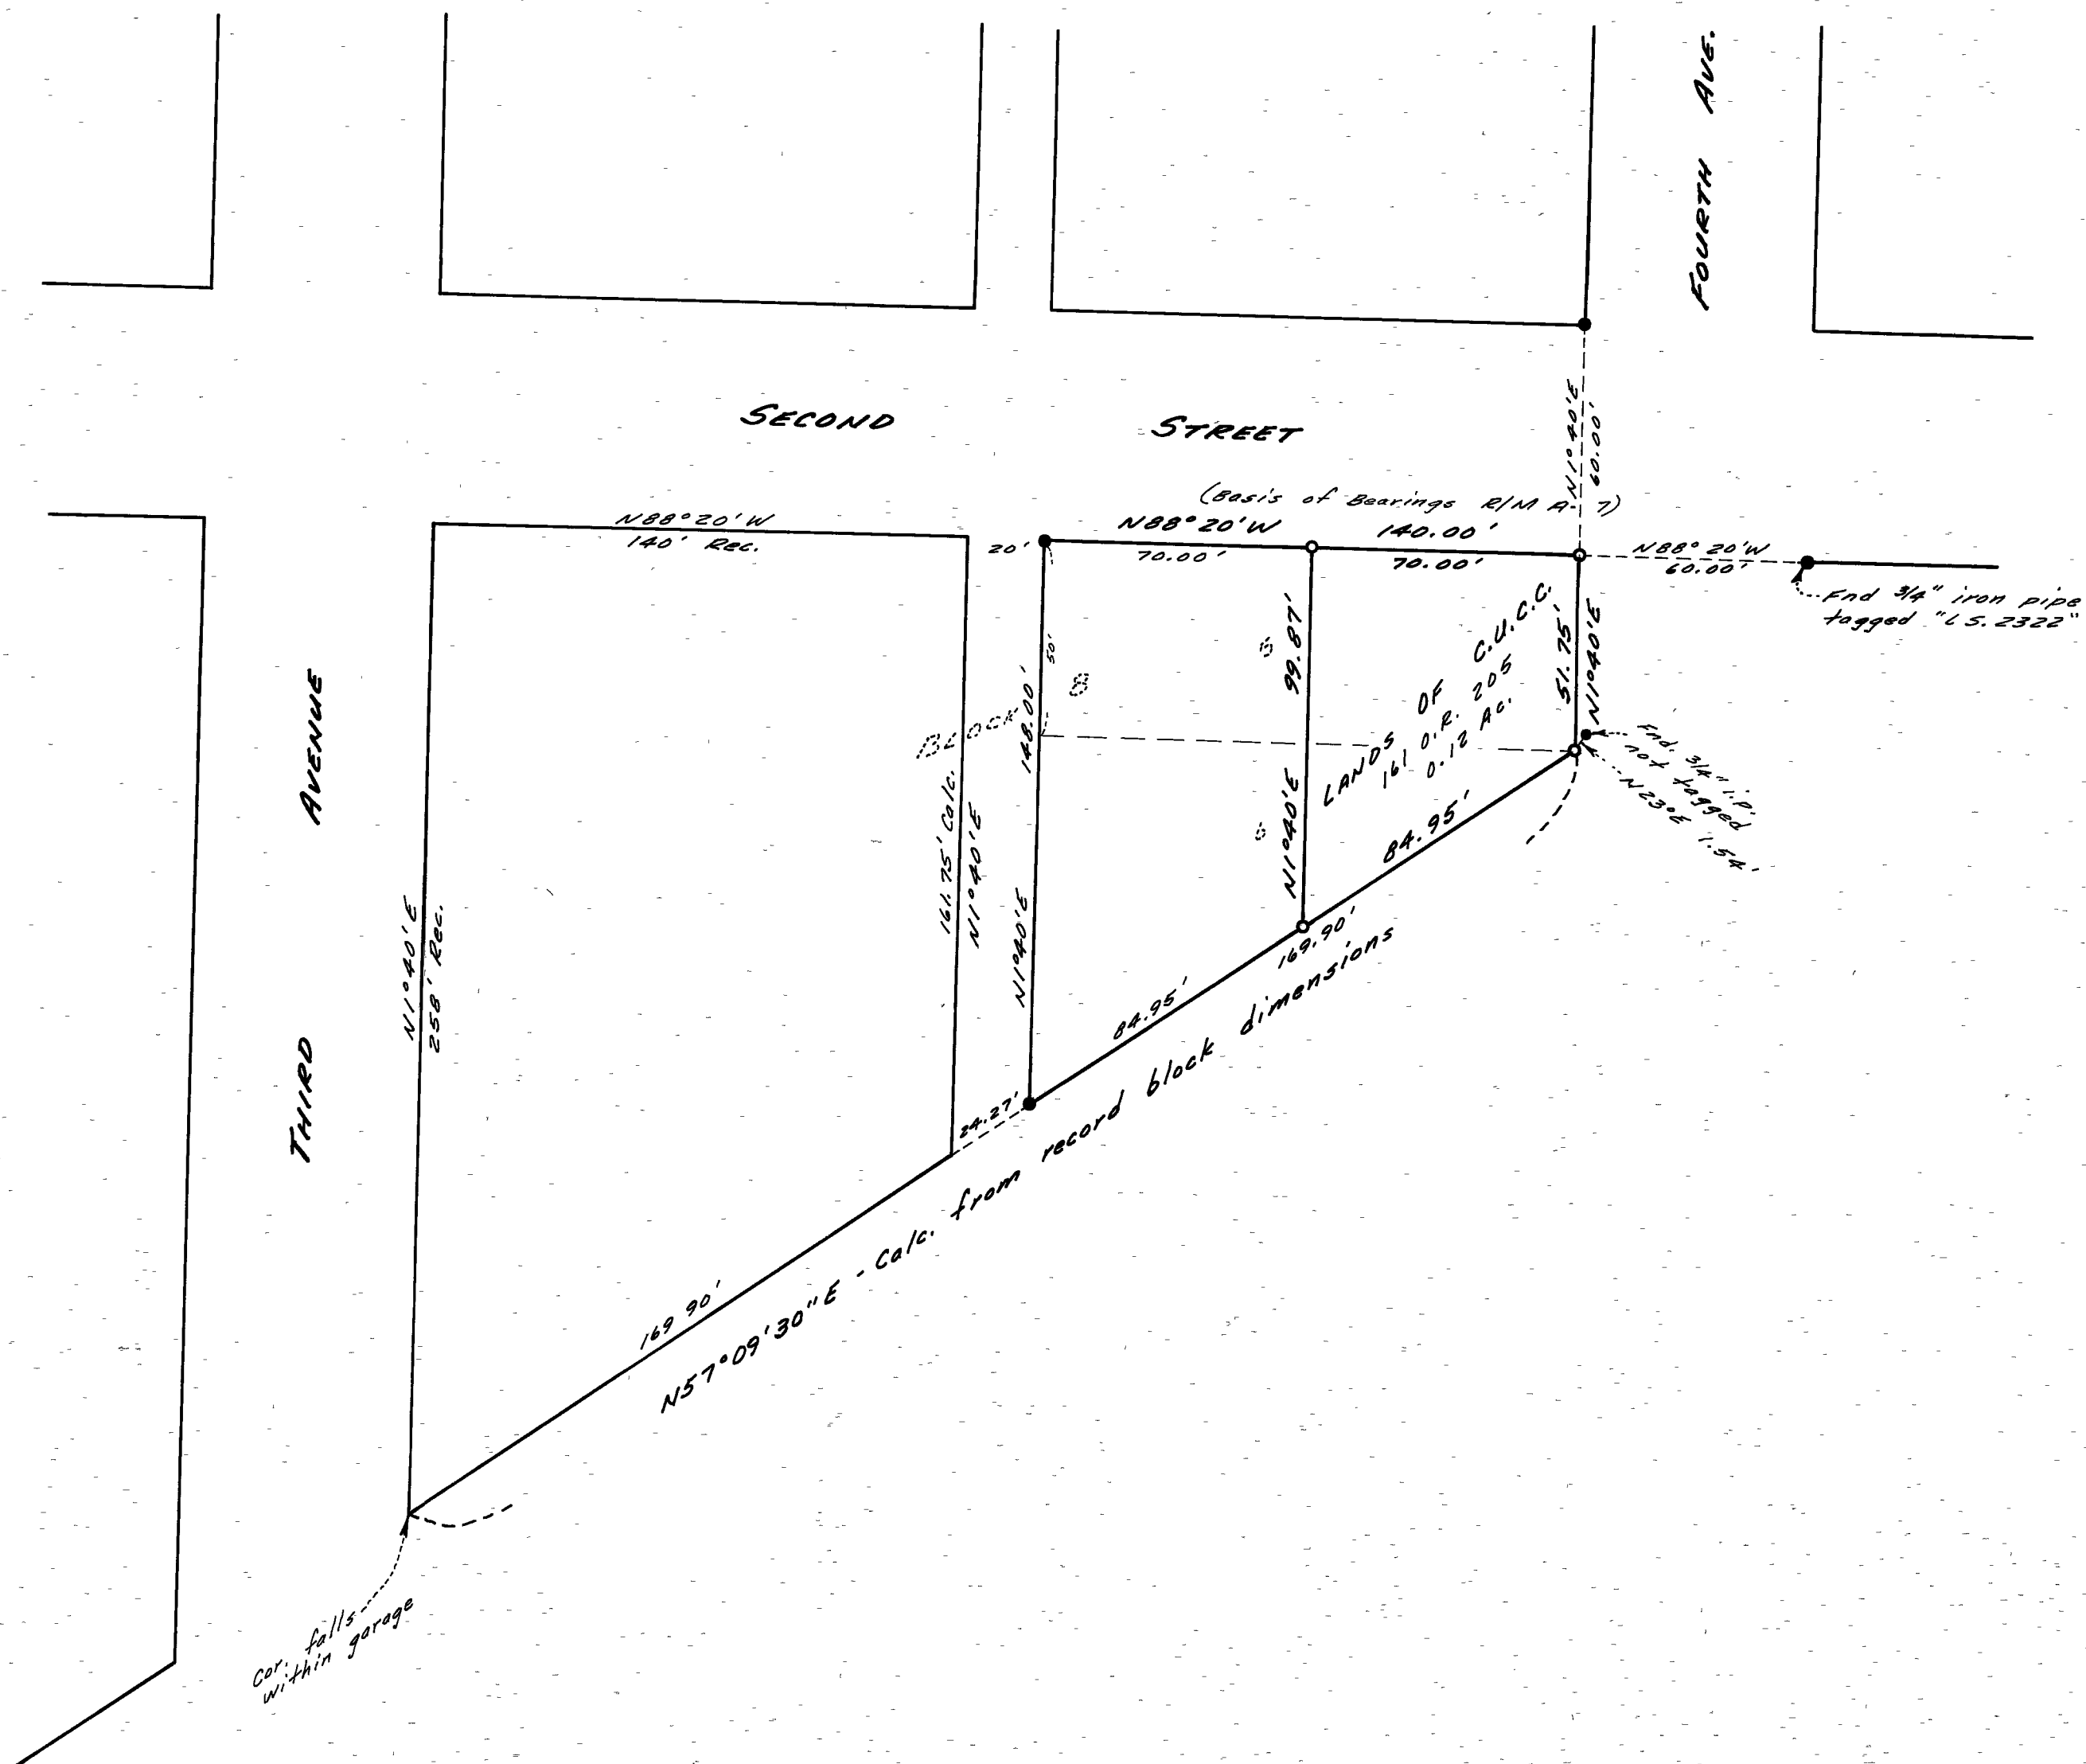 FOURTH AVE.
SECOND STREET
N1°40'E
60.00'
(Basis of Bearings R/M A- 7)
N88°20'W
140' Rec.
20'
N88°20'W 140.00'
70.00' 70.00'
N88°20'W
60.00'
Fnd 3/4" iron pipe
tagged "L S. 2322"
THIRD AVENUE
N1°40'E
258' Rec.
BLOCK 8
161.75' Calc.
N1°40'E
50'
148.00'
N1°40'E
99.87'
N1°40'E
LANDS OF C.U.C.C.
161 O.R. 205
0.12 AC.
51.75'
N1°40'E
Fnd. 3/4" I.P.
not tagged
N23°E 1.54'
84.95'
84.95'
169.90'
24.27'
169 90'
N57°09'30"E - Calc. from record block dimensions
Cor. falls
within garage